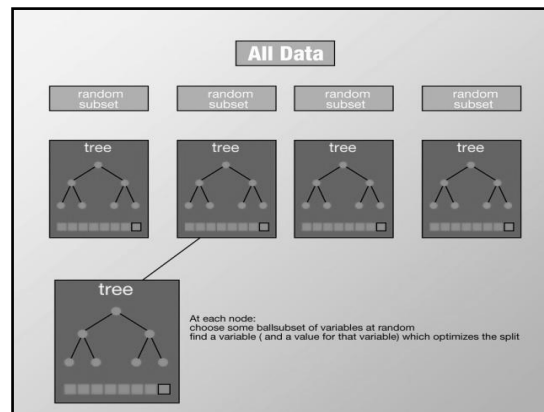 All Data
random
subset
random
subset
random
subset
random
subset
tree
tree
tree
tree
tree
At each node:
choose some ballsubset of variables at random
find a variable ( and a value for that variable) which optimizes the split